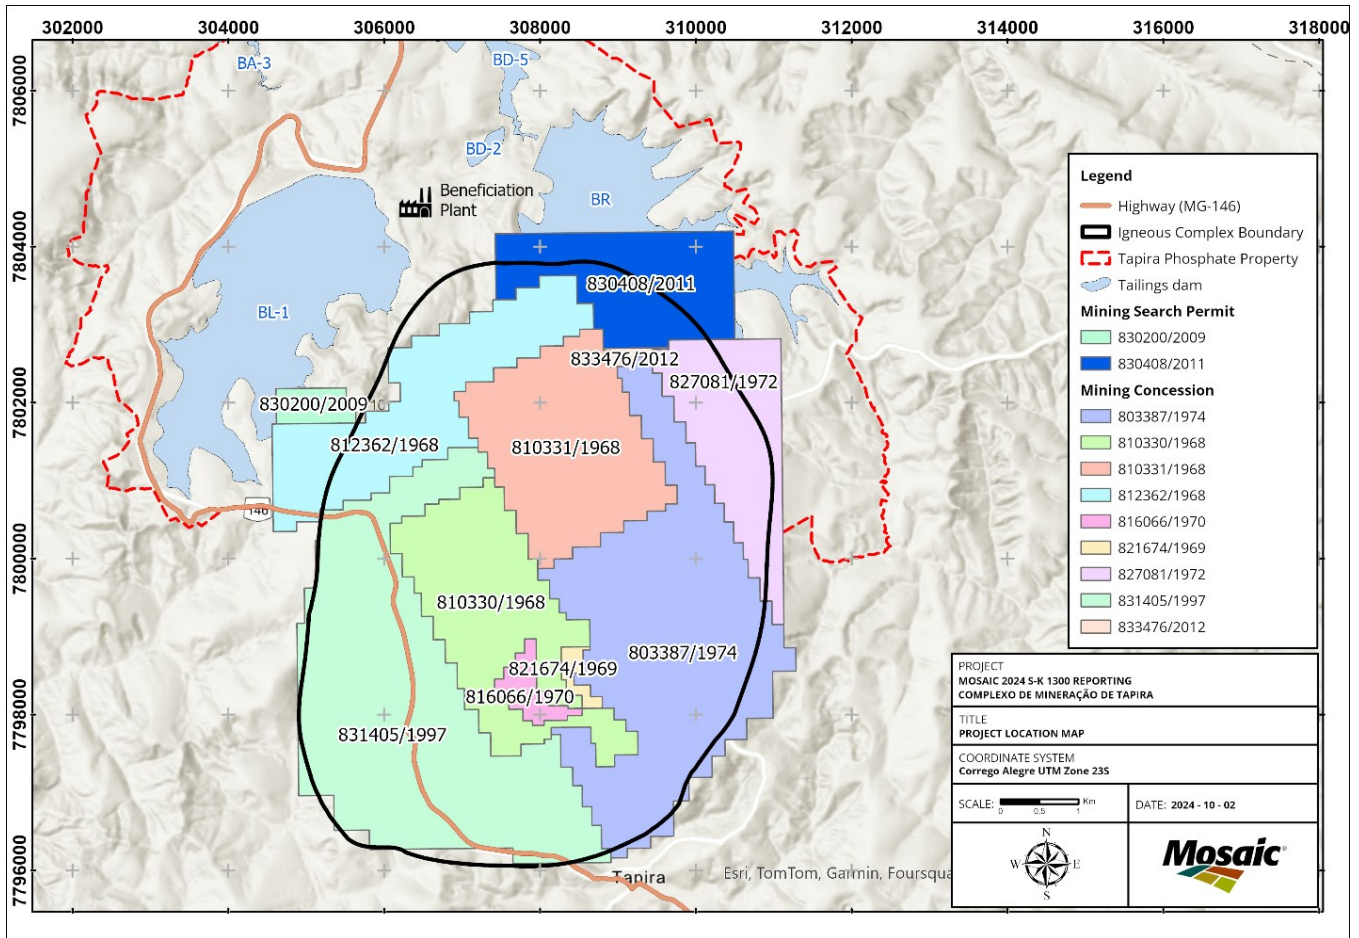 302000 304000 306000 308000 310000 312000 314000 316000 318000
7806000
7804000
7802000
7800000
7798000
7796000
BA-3
BD-5
BD-2
Beneficiation
Plant
BR
BL-1
830408/2011
833476/2012
827081/1972
830200/2009
812362/1968
810331/1968
146
810330/1968
803387/1974
821674/1969
816066/1970
831405/1997
Tapira
Esri, TomTom, Garmin, Foursqua
Legend
Highway (MG-146)
Igneous Complex Boundary
Tapira Phosphate Property
Tailings dam
Mining Search Permit
830200/2009
830408/2011
Mining Concession
803387/1974
810330/1968
810331/1968
812362/1968
816066/1970
821674/1969
827081/1972
831405/1997
833476/2012
PROJECT
MOSAIC 2024 S-K 1300 REPORTING
COMPLEXO DE MINERAÇÃO DE TAPIRA
TITLE
PROJECT LOCATION MAP
COORDINATE SYSTEM
Corrego Alegre UTM Zone 23S
SCALE: 0 0,5 1 Km
DATE: 2024 - 10 - 02
N
W E
S
Mosaic®